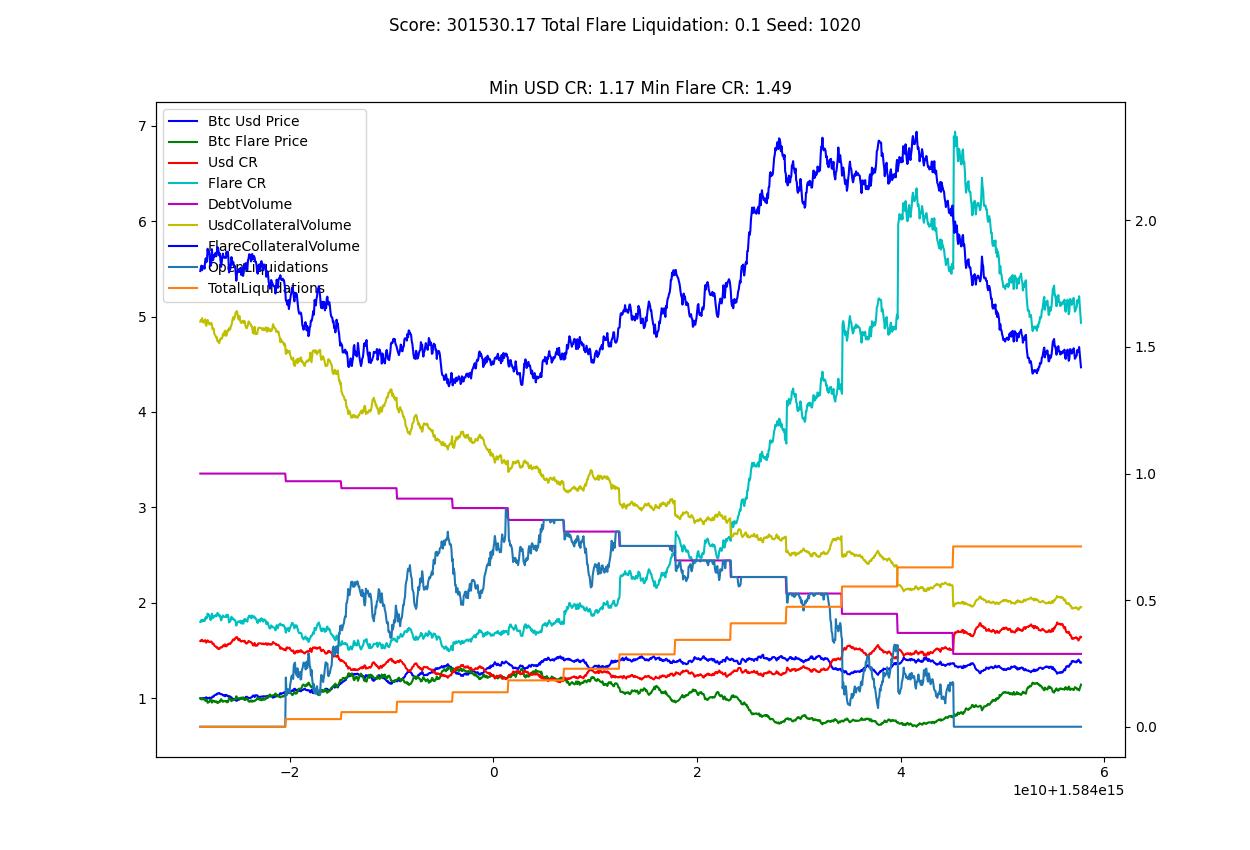 Score: 301530.17 Total Flare Liquidation: 0.1 Seed: 1020
Min USD CR: 1.17 Min Flare CR: 1.49
Btc Usd Price
Btc Flare Price
Usd CR
Flare CR
DebtVolume
UsdCollateralVolume
FlareCollateralVolume
OpenLiquidations
TotalLiquidations
7
6
5
4
3
2
1
2.0
1.5
1.0
0.5
0.0
−2
0
2
4
6
1e10+1.584e15